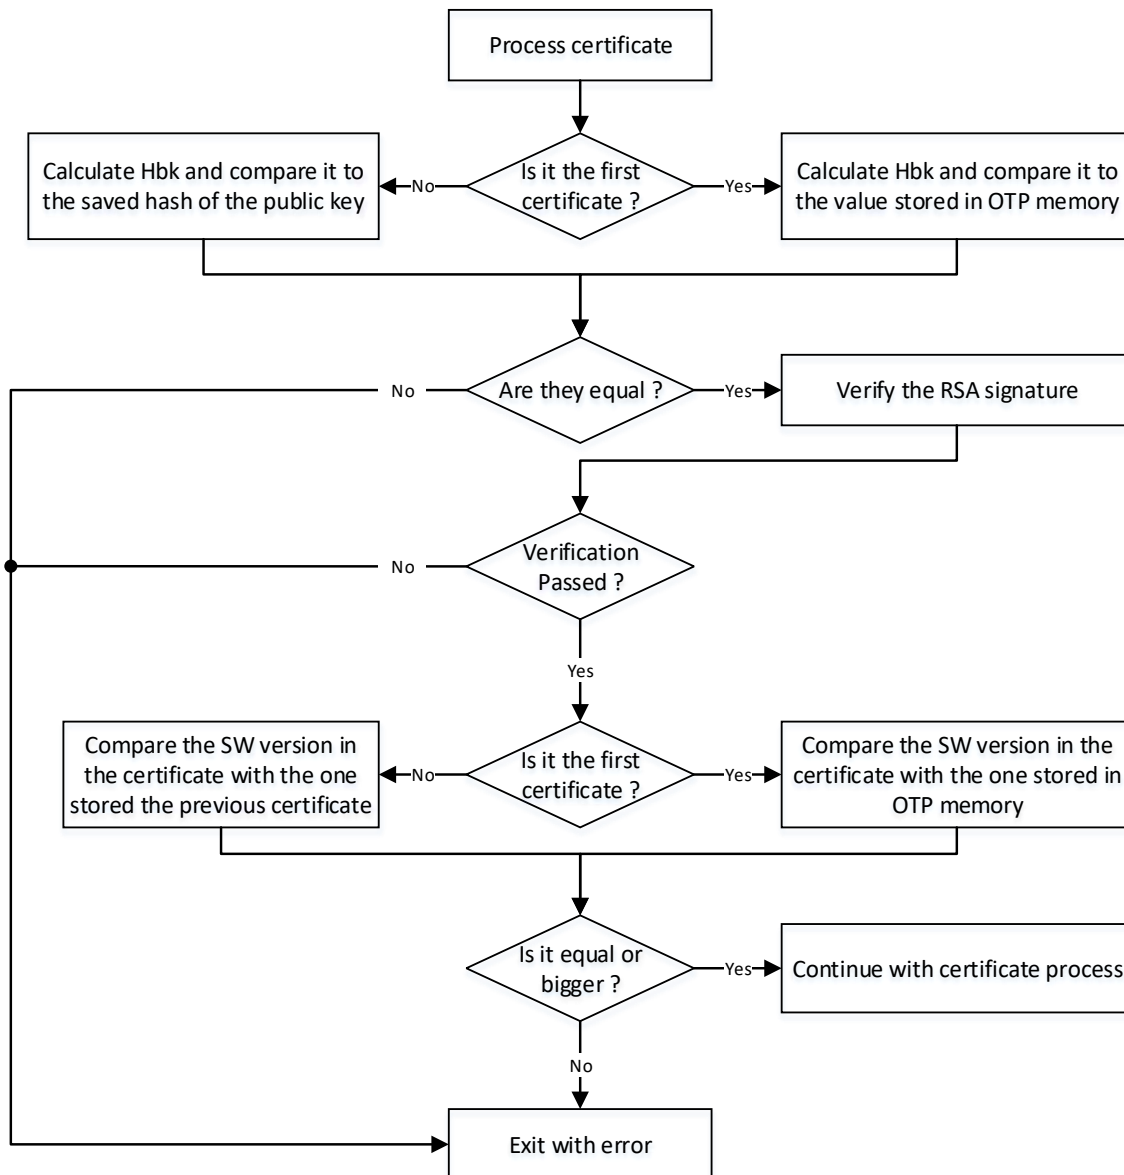 Process certificate
Calculate Hbk and compare it to
the saved hash of the public key
No
Is it the first
certificate ?
Yes
Calculate Hbk and compare it to
the value stored in OTP memory
No
Are they equal ?
Yes
Verify the RSA signature
No
Verification
Passed ?
Yes
Compare the SW version in
the certificate with the one
stored the previous certificate
No
Is it the first
certificate ?
Yes
Compare the SW version in the
certificate with the one stored in
OTP memory
Is it equal or
bigger ?
Yes
Continue with certificate process
No
Exit with error